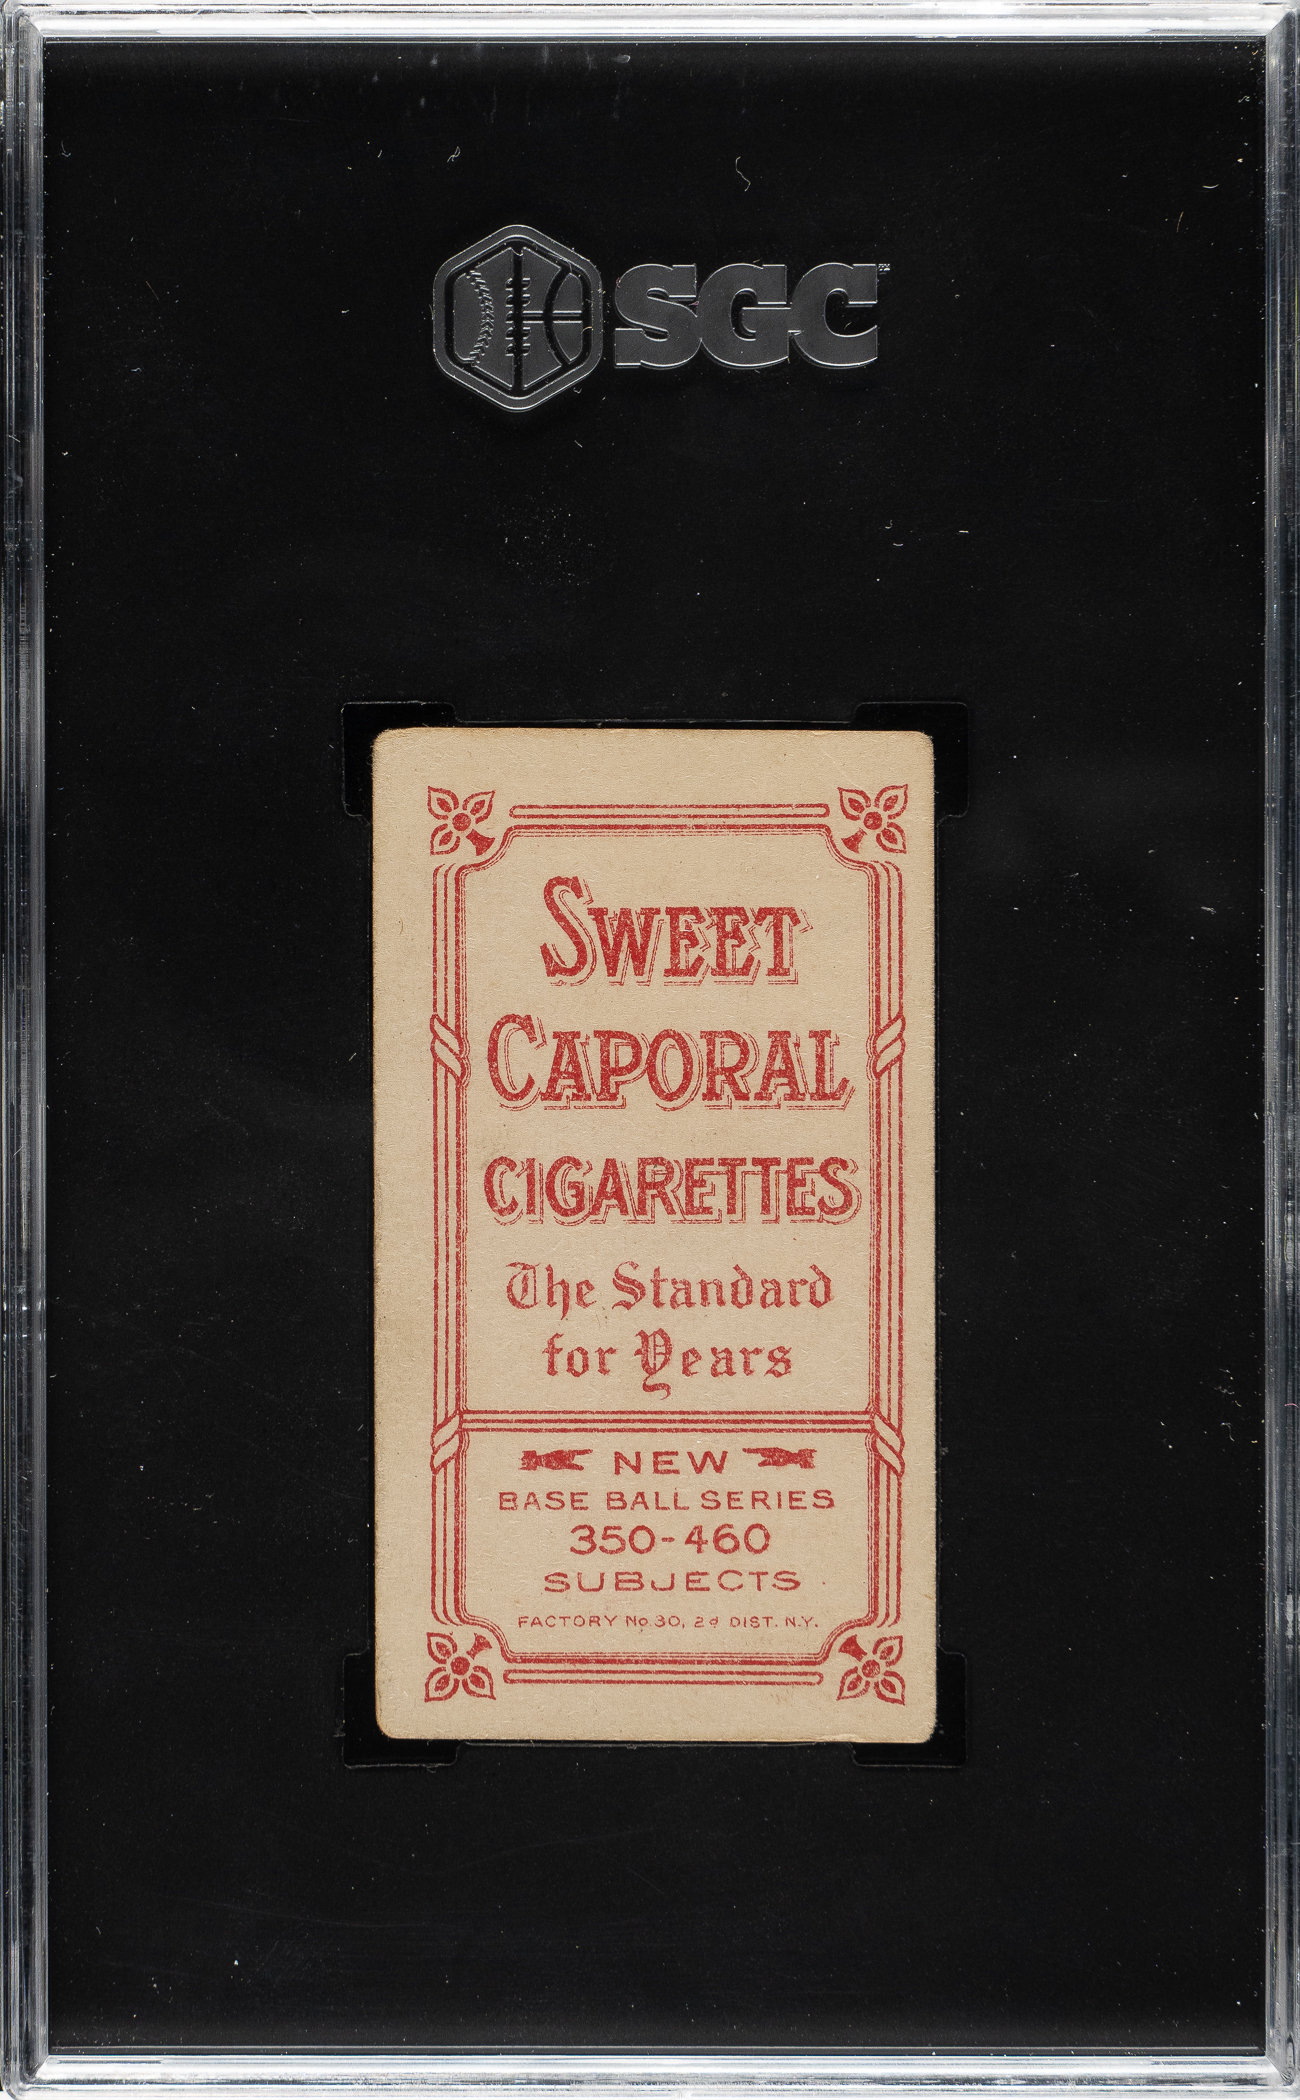 SGC™
SWEET
CAPORAL
CIGARETTES
The Standard
for Years
NEW
BASE BALL SERIES
350-460
SUBJECTS
FACTORY No. 30, 2d DIST. N.Y.